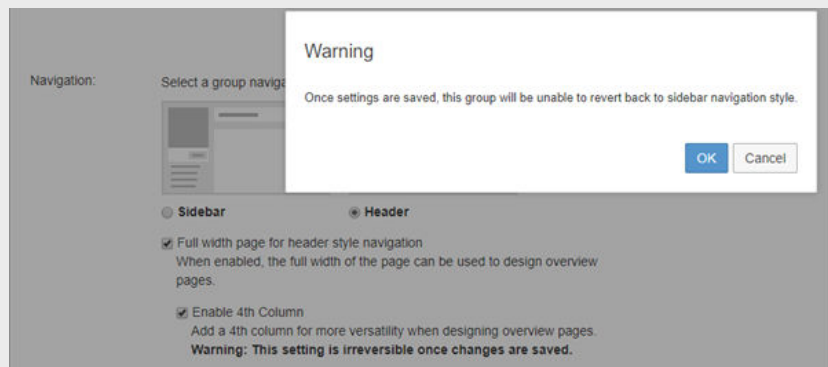 Warning
Once settings are saved, this group will be unable to revert back to sidebar navigation style.
OK Cancel
Navigation: Select a group naviga
Sidebar Header
Full width page for header style navigation
When enabled, the full width of the page can be used to design overview
pages.
Enable 4th Column
Add a 4th column for more versatility when designing overview pages.
Warning: This setting is irreversible once changes are saved.